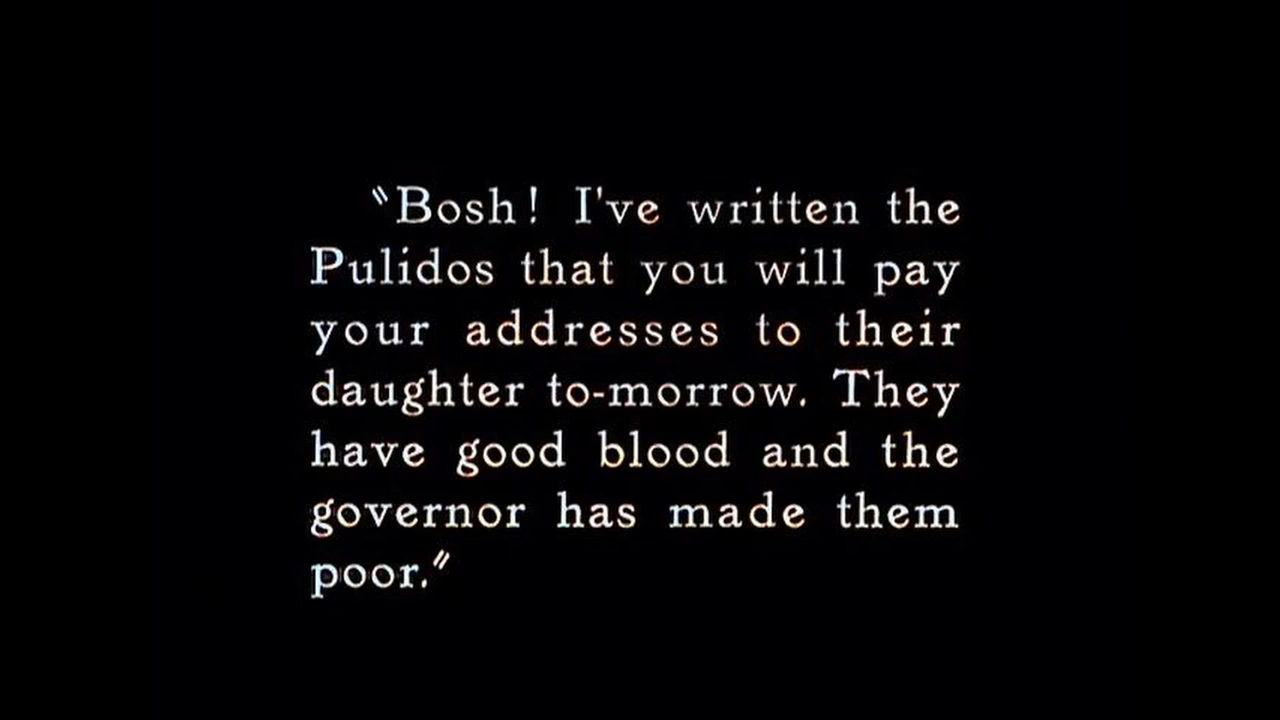 "Bosh! I've written the
Pulidos that you will pay
your addresses to their
daughter to-morrow. They
have good blood and the
governor has made them
poor."